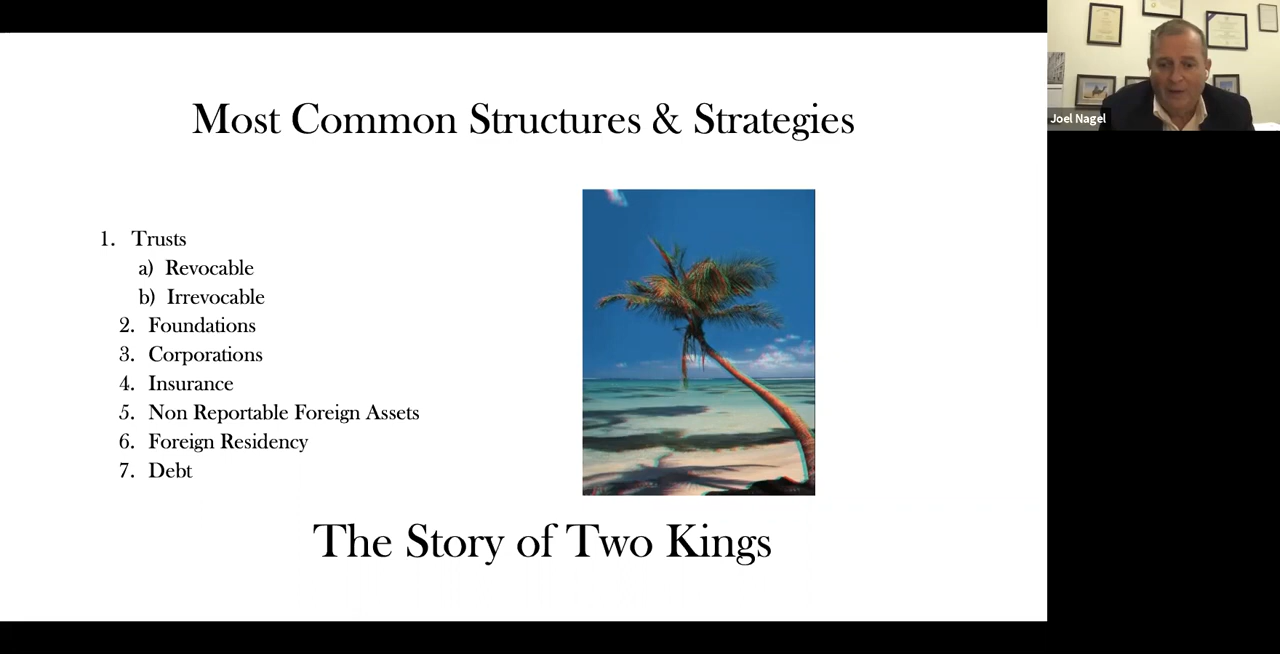 Most Common Structures & Strategies
1. Trusts
a) Revocable
b) Irrevocable
2. Foundations
3. Corporations
4. Insurance
5. Non Reportable Foreign Assets
6. Foreign Residency
7. Debt
The Story of Two Kings
Joel Nagel